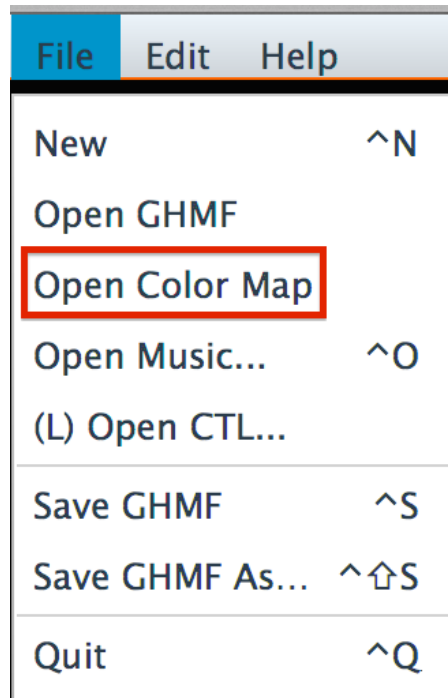 File Edit Help
New ^N
Open GHMF
Open Color Map
Open Music... ^O
(L) Open CTL...
Save GHMF ^S
Save GHMF As... ^⇧S
Quit ^Q